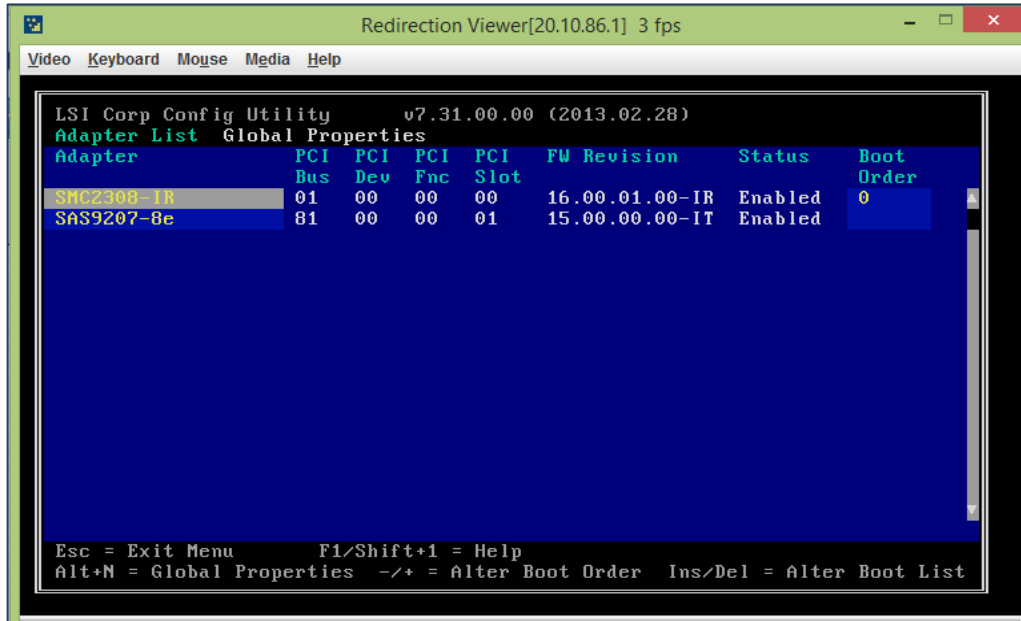 Redirection Viewer[20.10.86.1] 3 fps
Video Keyboard Mouse Media Help
LSI Corp Config Utility v7.31.00.00 (2013.02.28)
Adapter List Global Properties
Adapter PCI PCI PCI PCI FW Revision Status Boot
Bus Dev Fnc Slot Order
SMC2308-IR 01 00 00 00 16.00.01.00-IR Enabled 0
SAS9207-8e 81 00 00 01 15.00.00.00-IT Enabled
Esc = Exit Menu F1/Shift+1 = Help
Alt+N = Global Properties -/+ = Alter Boot Order Ins/Del = Alter Boot List